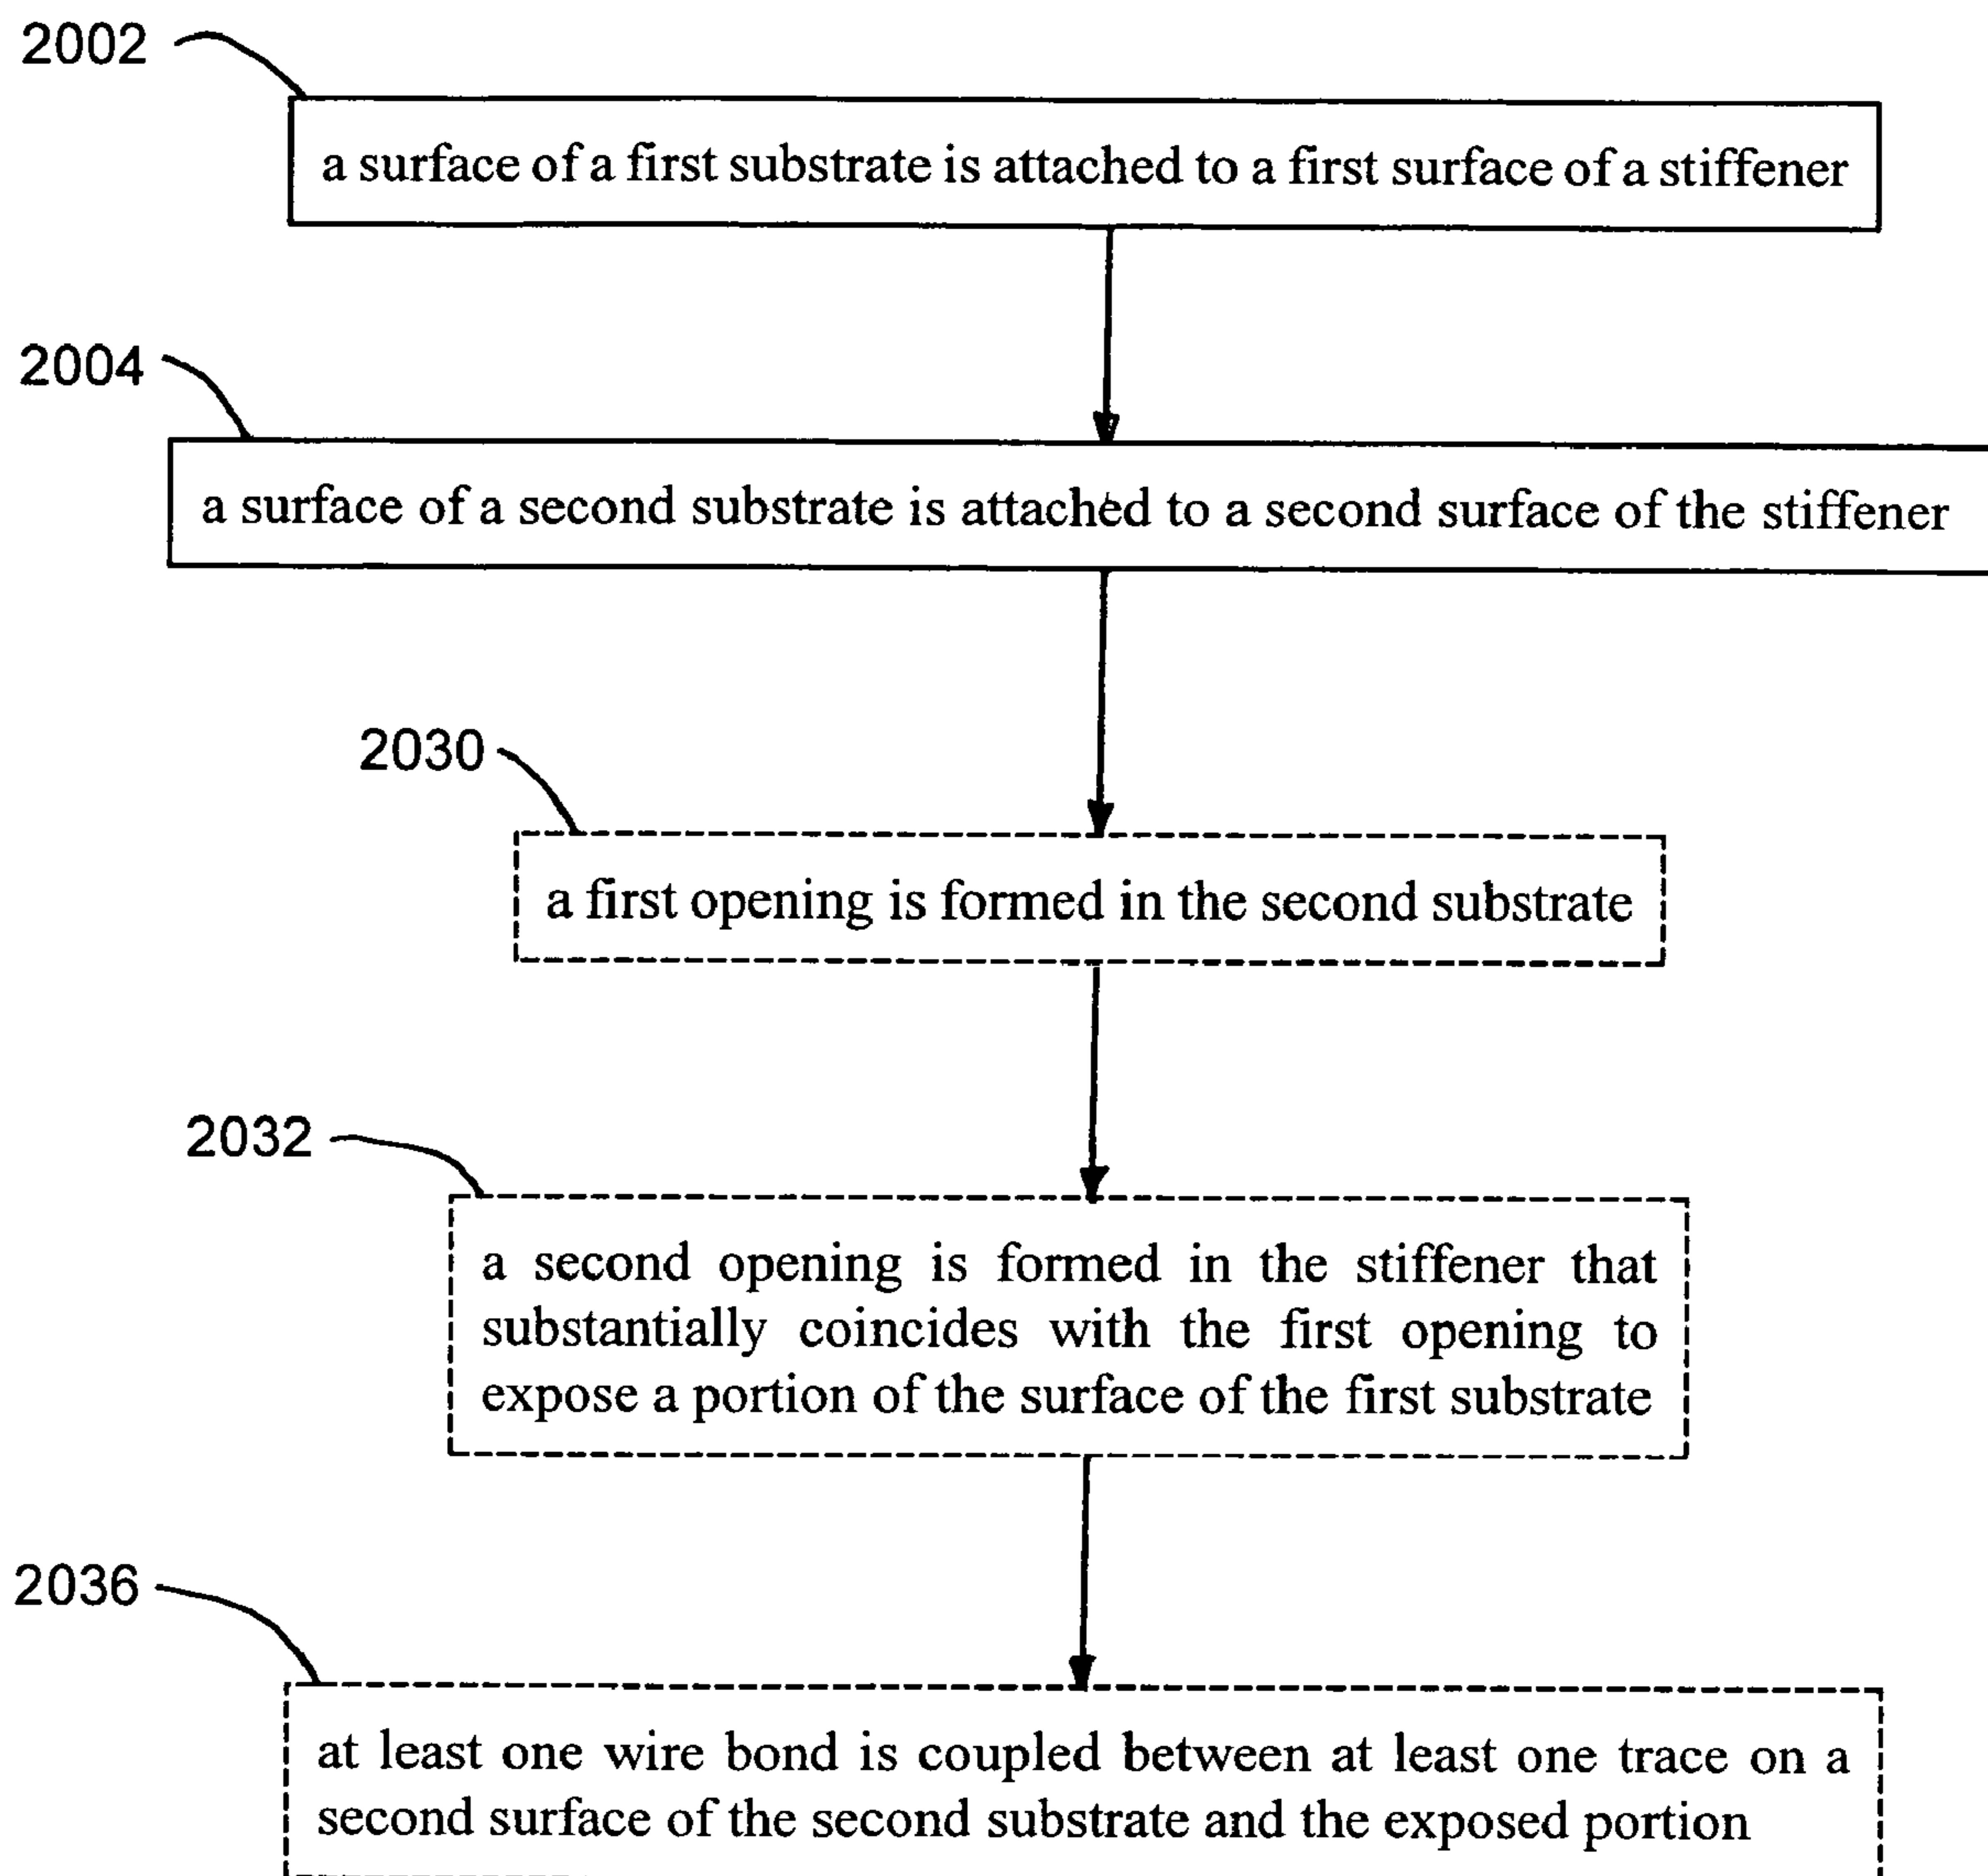 2002
a surface of a first substrate is attached to a first surface of a stiffener
2004
a surface of a second substrate is attached to a second surface of the stiffener
2030
a first opening is formed in the second substrate
2032
a second opening is formed in the stiffener that
substantially coincides with the first opening to
expose a portion of the surface of the first substrate
2036
at least one wire bond is coupled between at least one trace on a
second surface of the second substrate and the exposed portion